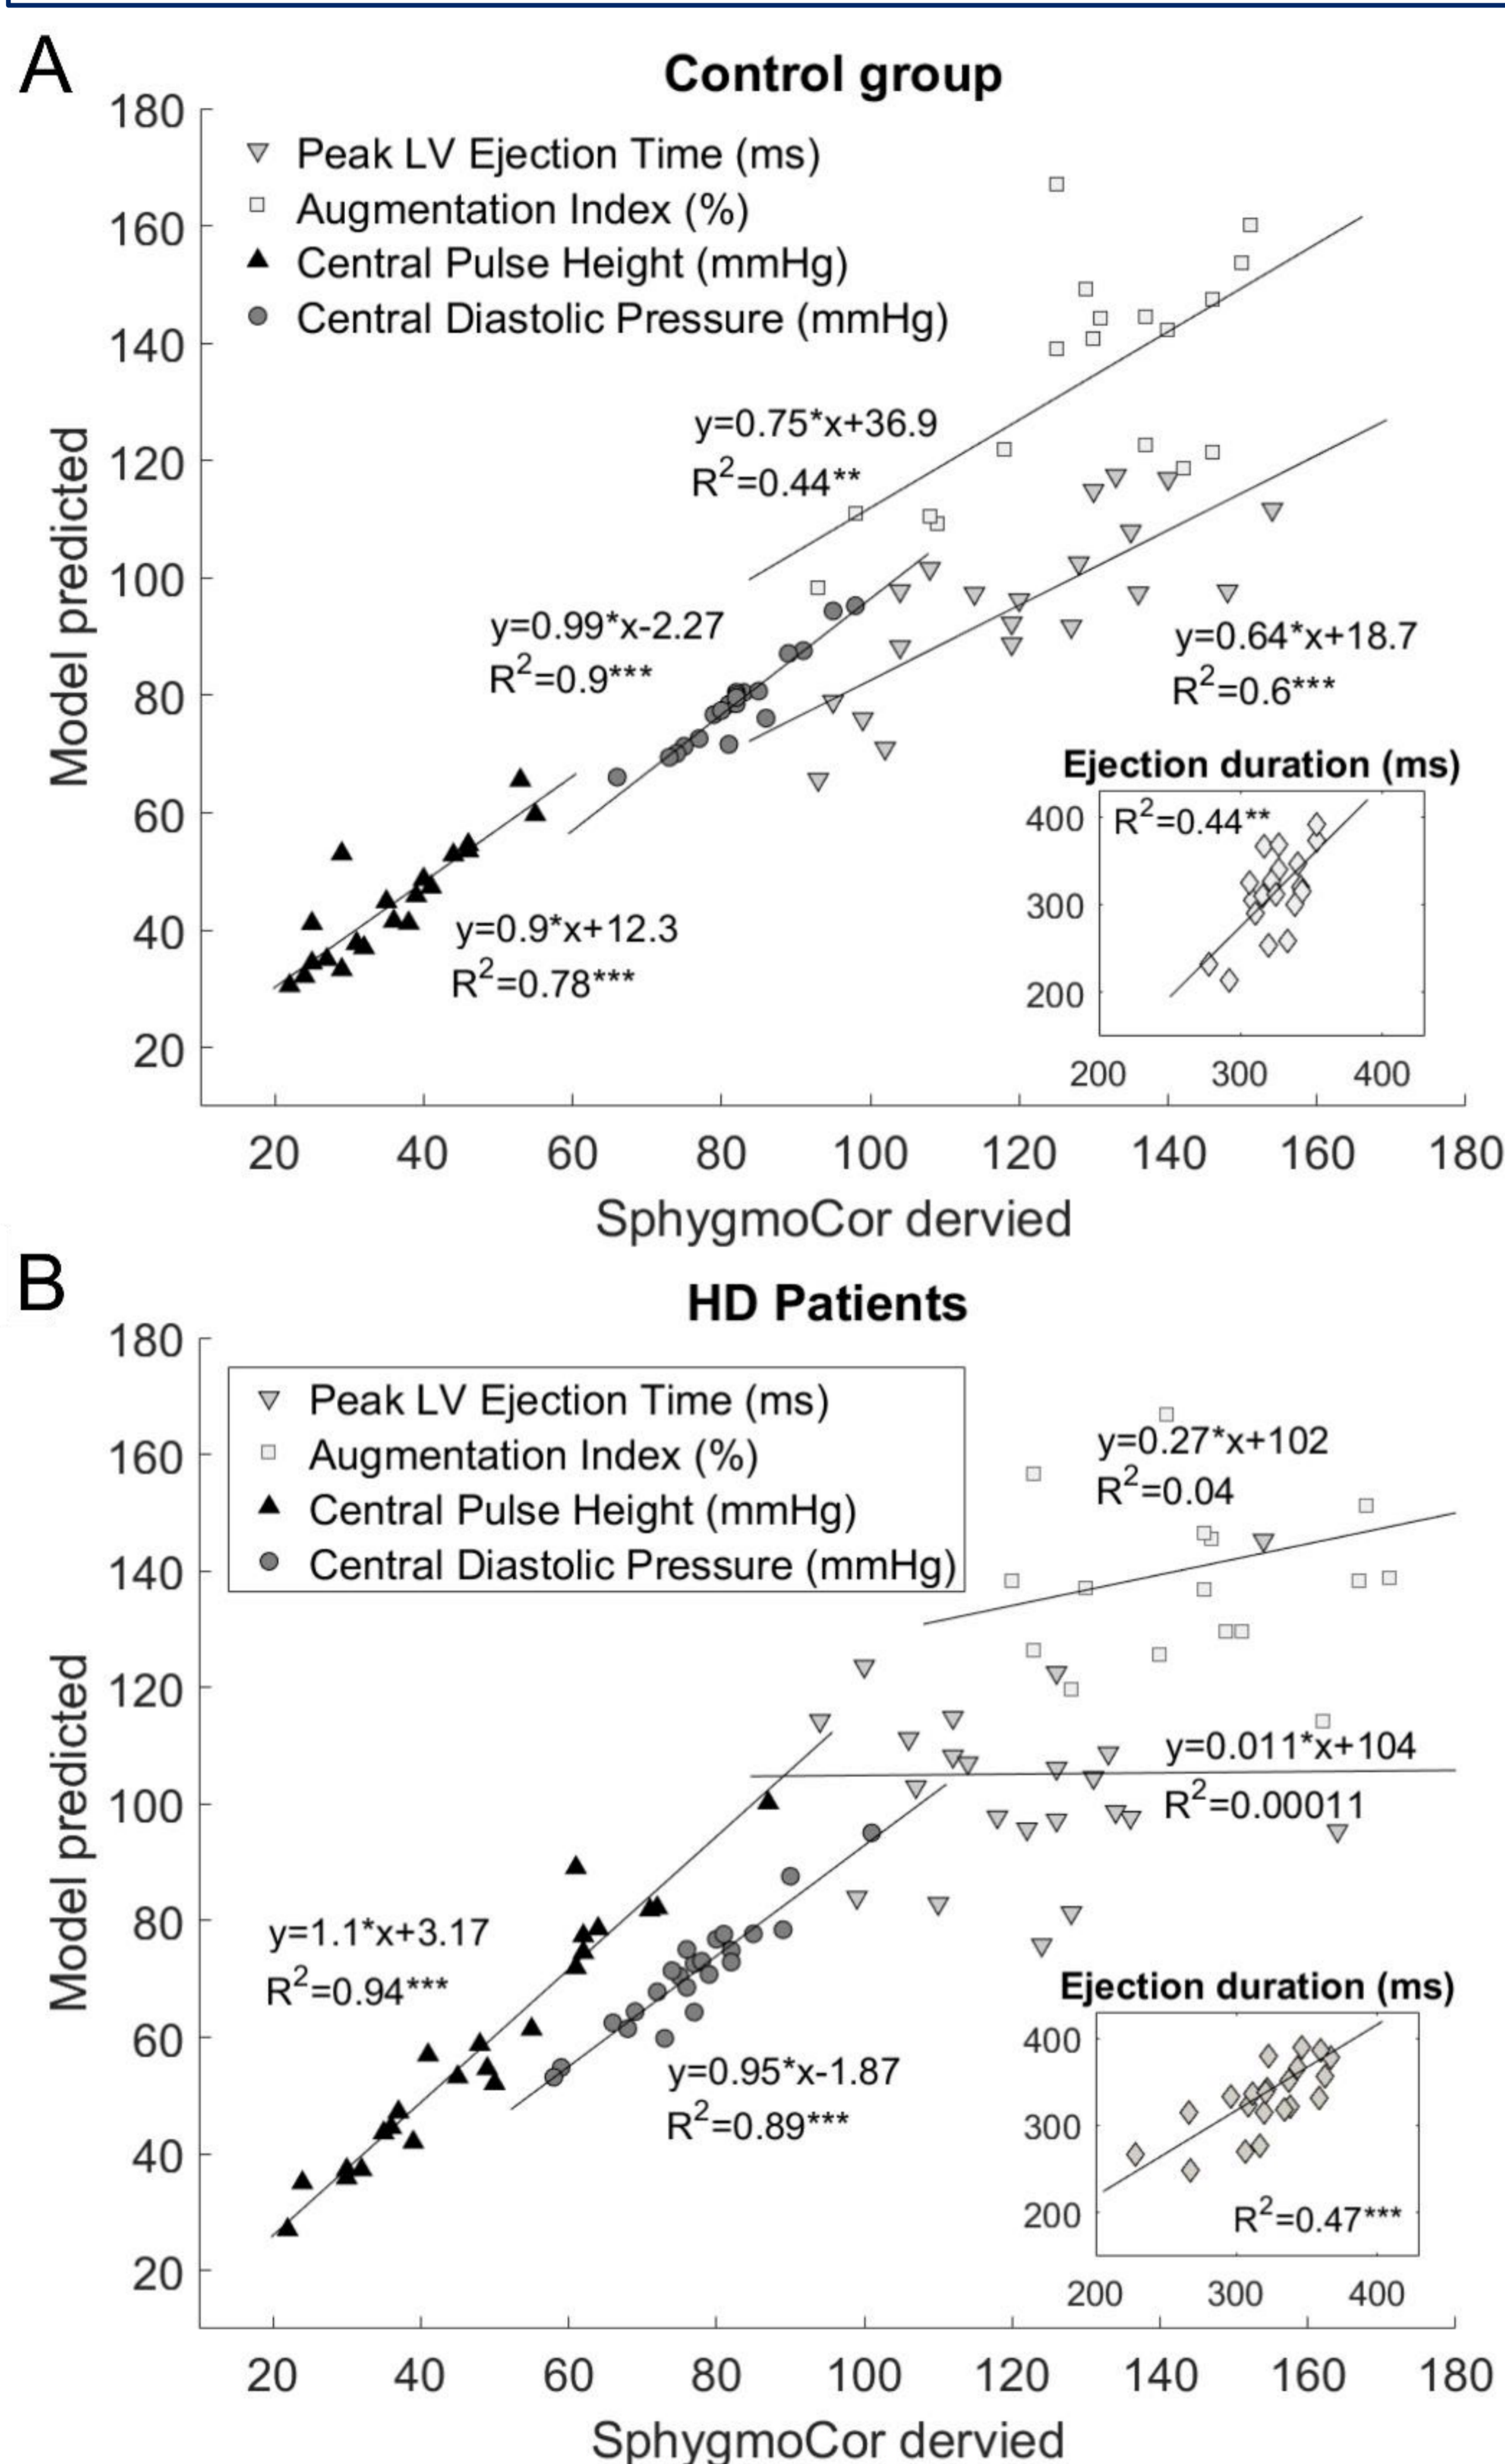 A
Control group
180
160
140
120
100
80
60
40
20
Peak LV Ejection Time (ms)
Augmentation Index (%)
Central Pulse Height (mmHg)
Central Diastolic Pressure (mmHg)
y=0.75*x+36.9
R²=0.44**
y=0.99*x-2.27
R²=0.9***
y=0.64*x+18.7
R²=0.6***
y=0.9*x+12.3
R²=0.78***
Ejection duration (ms)
R²=0.44**
400
300
200
200 300 400
Model predicted
20 40 60 80 100 120 140 160 180
SphygmoCor dervied
B
HD Patients
180
160
140
120
100
80
60
40
20
Peak LV Ejection Time (ms)
Augmentation Index (%)
Central Pulse Height (mmHg)
Central Diastolic Pressure (mmHg)
y=0.27*x+102
R²=0.04
y=0.011*x+104
R²=0.00011
y=1.1*x+3.17
R²=0.94***
y=0.95*x-1.87
R²=0.89***
Ejection duration (ms)
400
300
200
R²=0.47***
200 300 400
Model predicted
20 40 60 80 100 120 140 160 180
SphygmoCor dervied